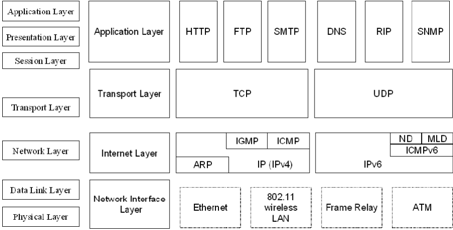 Application Layer
Presentation Layer
Session Layer
Application Layer
HTTP
FTP
SMTP
DNS
RIP
SNMP
Transport Layer
Transport Layer
TCP
UDP
Network Layer
Internet Layer
IGMP
ICMP
ARP
IP (IPv4)
IPv6
ND
MLD
ICMPv6
Data Link Layer
Physical Layer
Network Interface
Layer
Ethernet
802.11
wireless
LAN
Frame Relay
ATM